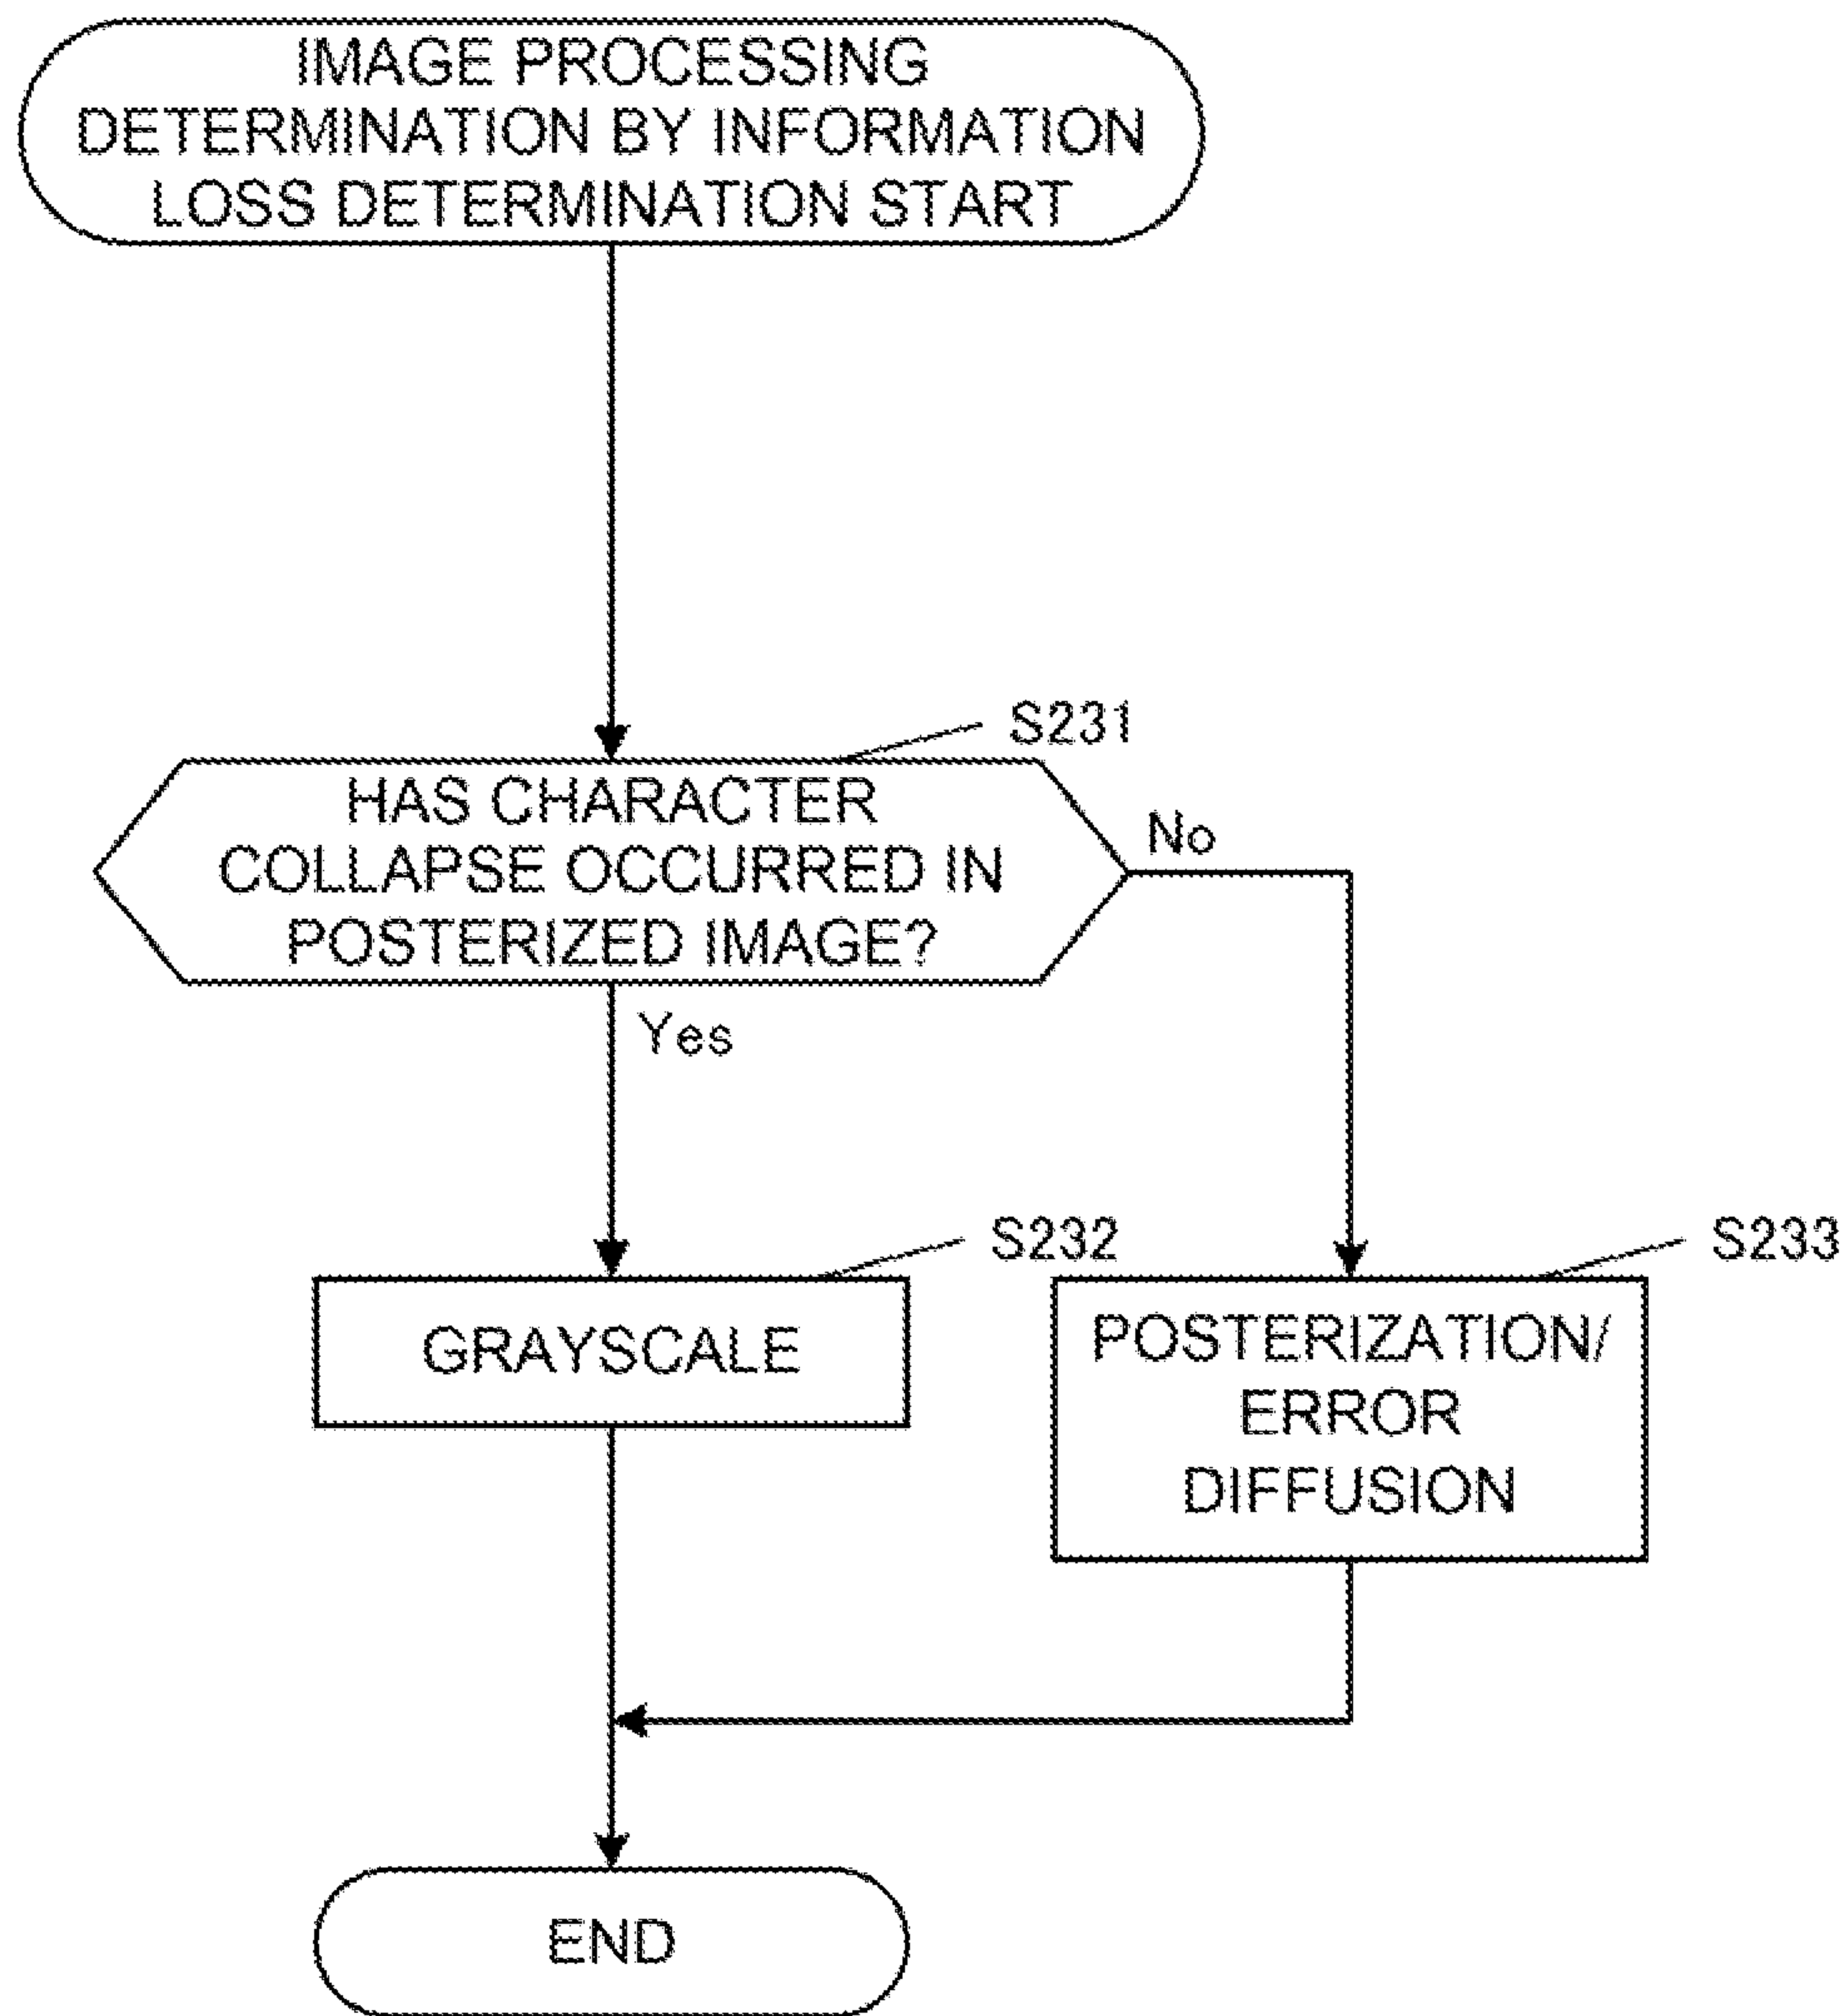 IMAGE PROCESSING
DETERMINATION BY INFORMATION
LOSS DETERMINATION START
S231
HAS CHARACTER
COLLAPSE OCCURRED IN
POSTERIZED IMAGE?
No
Yes
S232
GRAYSCALE
S233
POSTERIZATION/
ERROR
DIFFUSION
END